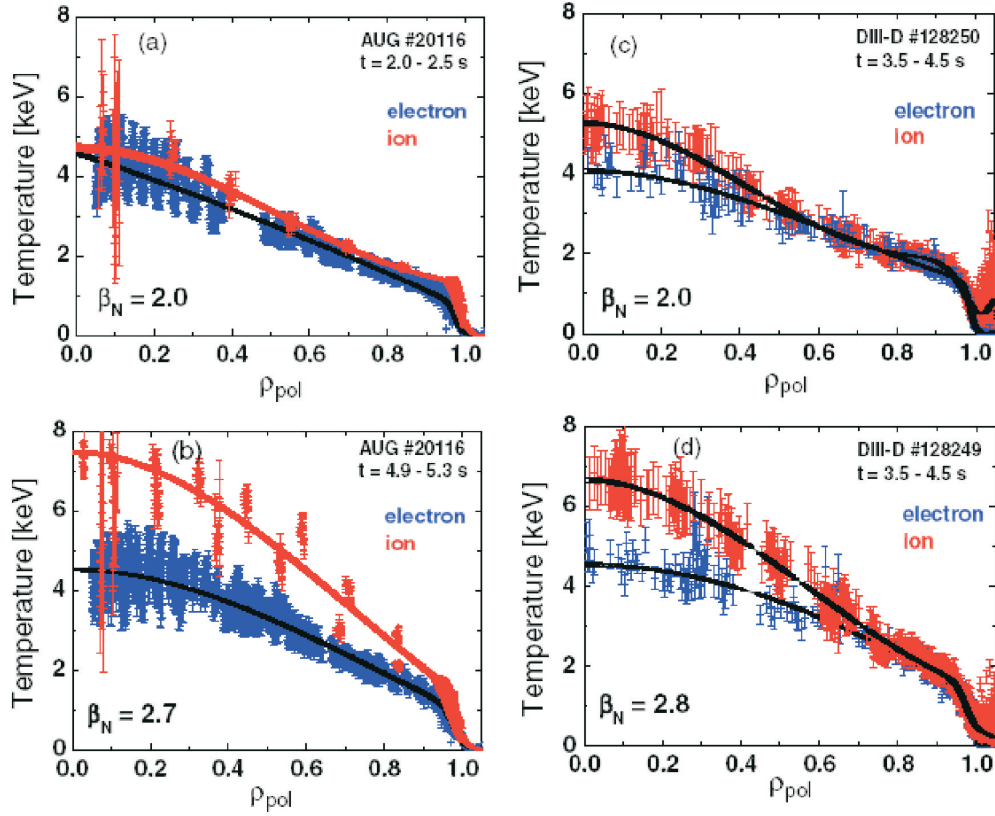 (a)
AUG #20116
t = 2.0 - 2.5 s
electron
ion
β_N = 2.0
Temperature [keV]
8
6
4
2
0
0.0 0.2 0.4 0.6 0.8 1.0
ρ_pol
(c)
DIII-D #128250
t = 3.5 - 4.5 s
electron
Ion
β_N = 2.0
Temperature [keV]
8
6
4
2
0
0.0 0.2 0.4 0.6 0.8 1.0
ρ_pol
(b)
AUG #20116
t = 4.9 - 5.3 s
electron
ion
β_N = 2.7
Temperature [keV]
8
6
4
2
0
0.0 0.2 0.4 0.6 0.8 1.0
ρ_pol
(d)
DIII-D #128249
t = 3.5 - 4.5 s
electron
ion
β_N = 2.8
Temperature [keV]
8
6
4
2
0
0.0 0.2 0.4 0.6 0.8 1.0
ρ_pol